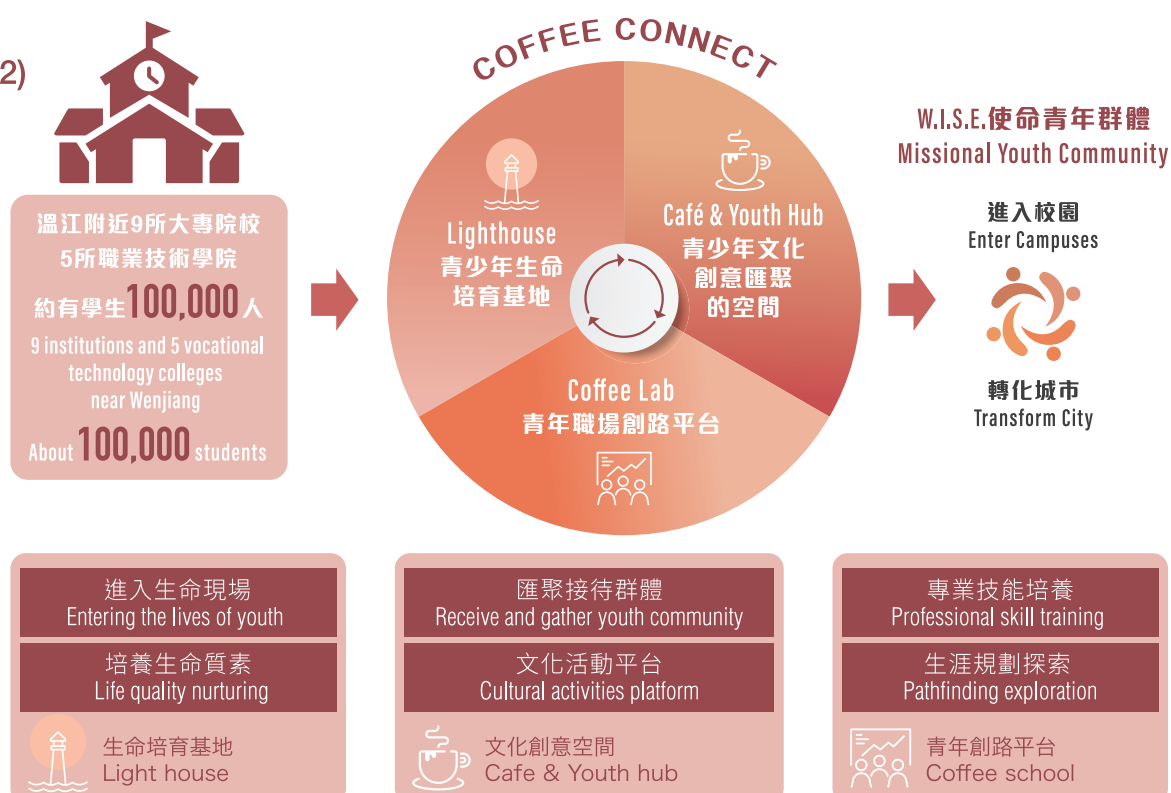 2)
溫江附近9所大專院校
5所職業技術學院
約有學生100,000人
9 institutions and 5 vocational
technology colleges
near Wenjiang
About 100,000 students
COFFEE CONNECT
Lighthouse
青少年生命
培育基地
Café & Youth Hub
青少年文化
創意匯聚
的空間
Coffee Lab
青年職場創路平台
W.I.S.E.使命青年群體
Missional Youth Community
進入校園
Enter Campuses
轉化城市
Transform City
進入生命現場
Entering the lives of youth
培養生命質素
Life quality nurturing
生命培育基地
Light house
匯聚接待群體
Receive and gather youth community
文化活動平台
Cultural activities platform
文化創意空間
Cafe & Youth hub
專業技能培養
Professional skill training
生涯規劃探索
Pathfinding exploration
青年創路平台
Coffee school